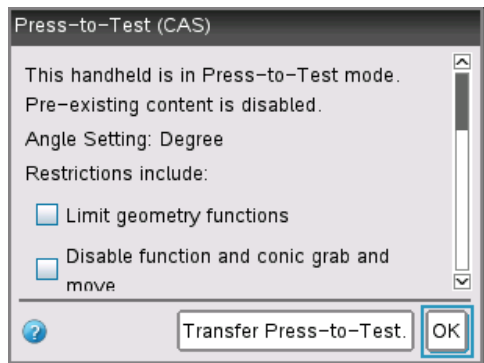 Press-to-Test (CAS)
This handheld is in Press-to-Test mode.
Pre-existing content is disabled.
Angle Setting: Degree
Restrictions include:
Limit geometry functions
Disable function and conic grab and
move
?
Transfer Press-to-Test.
OK